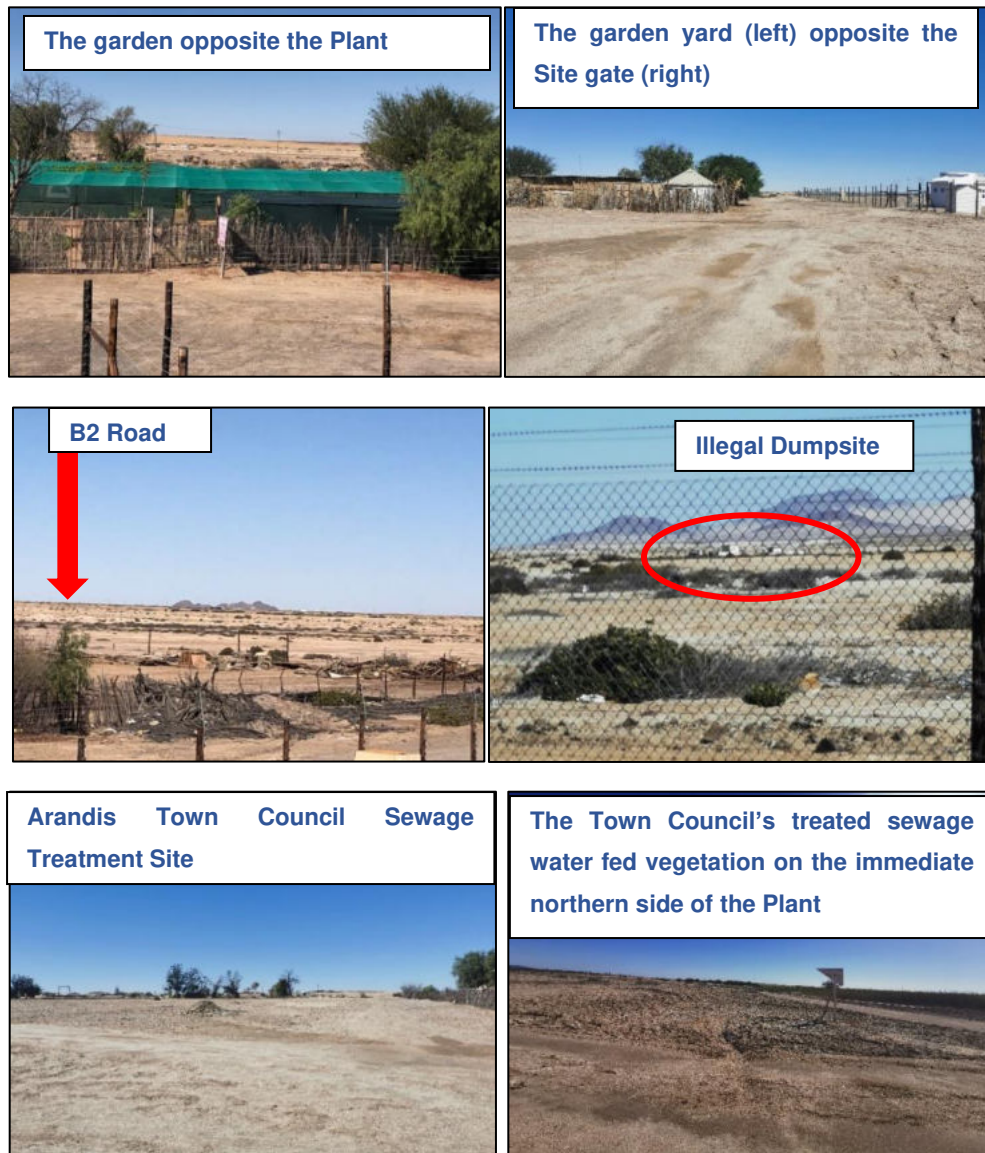 The garden opposite the Plant
The garden yard (left) opposite the
Site gate (right)
B2 Road
Illegal Dumpsite
Arandis Town Council Sewage
Treatment Site
The Town Council's treated sewage
water fed vegetation on the immediate
northern side of the Plant